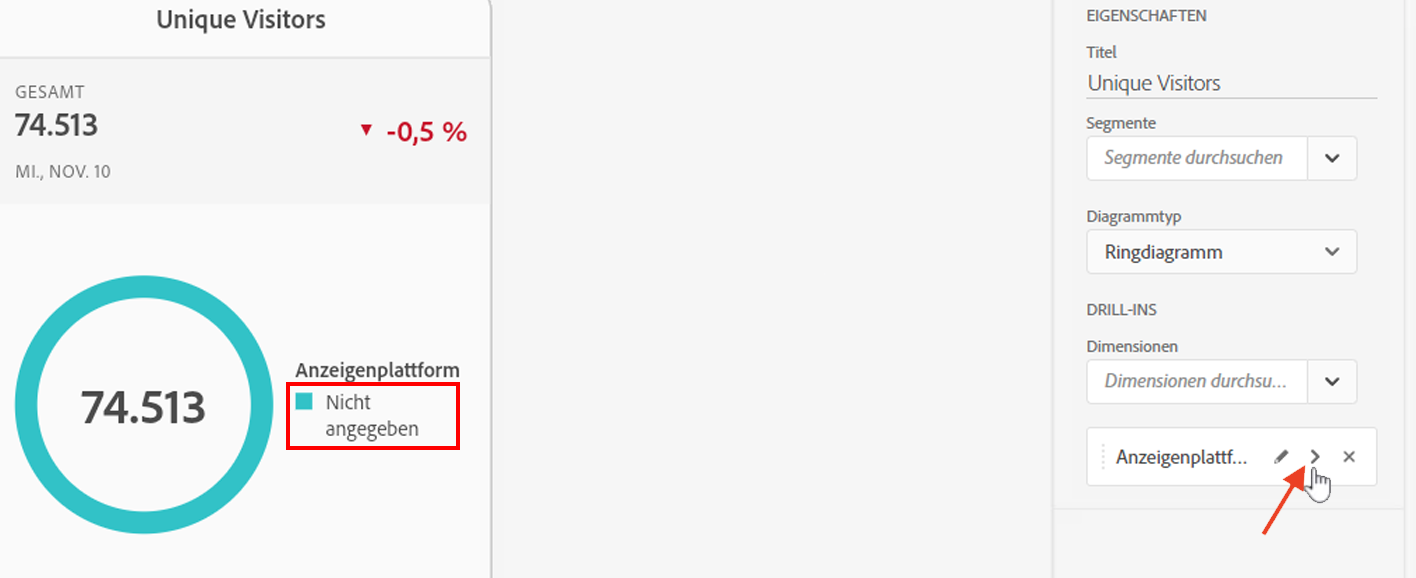 Unique Visitors
GESAMT
74.513
▼ -0,5 %
MI., NOV. 10
74.513
Anzeigenplattform
Nicht
angegeben
EIGENSCHAFTEN
Titel
Unique Visitors
Segmente
Segmente durchsuchen
Diagrammtyp
Ringdiagramm
DRILL-INS
Dimensionen
Dimensionen durchsu...
Anzeigenplattf...